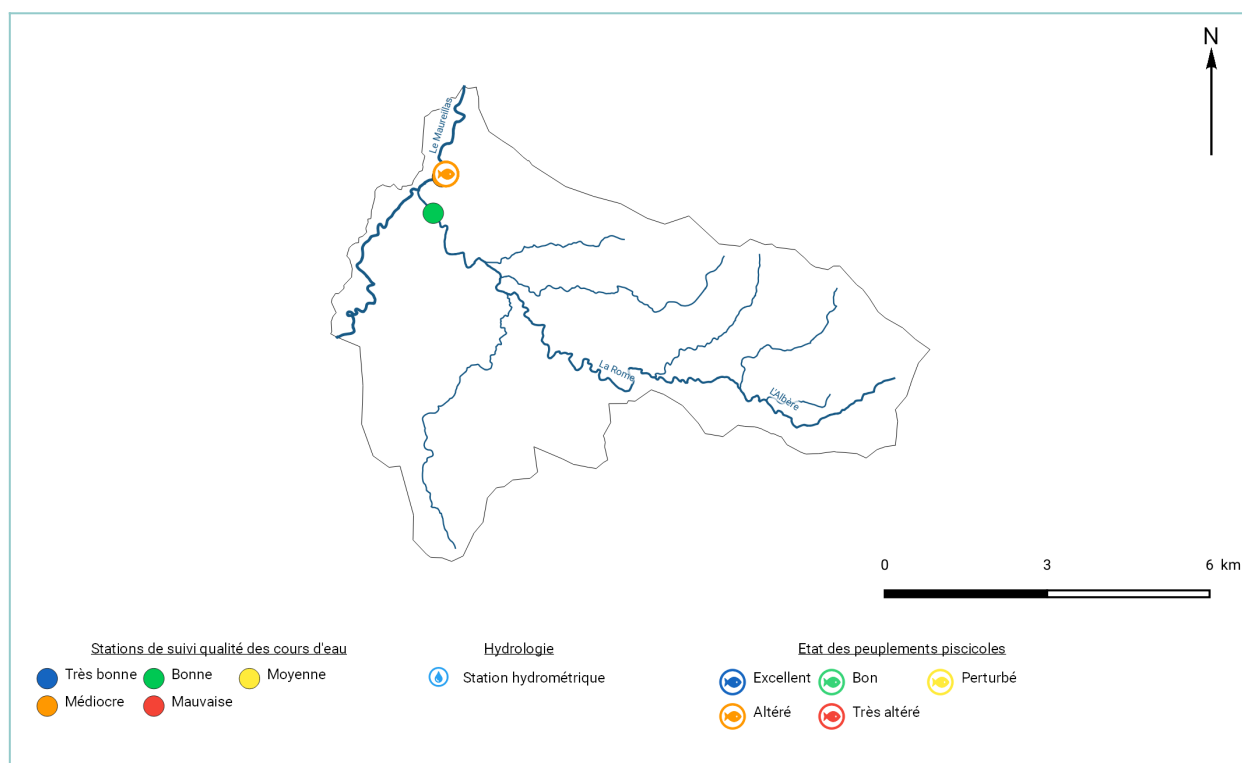 N
Le Maureillas
La Rome
L'Albère
0 3 6 km
Stations de suivi qualité des cours d'eau
Très bonne Bonne Moyenne
Médiocre Mauvaise
Hydrologie
Station hydrométrique
Etat des peuplements piscicoles
Excellent Bon Perturbé
Altéré Très altéré